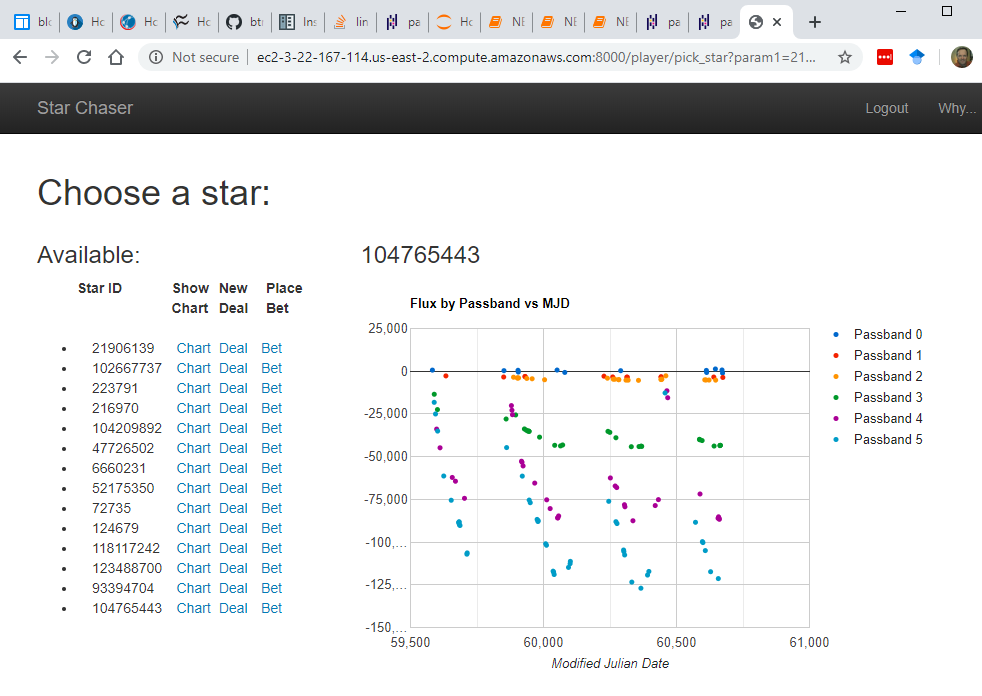 blo Ho Ho Ho btr Ins lin pa Ho NE NE NE pa pa
Not secure ec2-3-22-167-114.us-east-2.compute.amazonaws.com:8000/player/pick_star?param1=21...
Star Chaser Logout Why...
Choose a star:
Available: 104765443
Star ID Show Chart New Deal Place Bet
21906139 Chart Deal Bet
102667737 Chart Deal Bet
223791 Chart Deal Bet
216970 Chart Deal Bet
104209892 Chart Deal Bet
47726502 Chart Deal Bet
6660231 Chart Deal Bet
52175350 Chart Deal Bet
72735 Chart Deal Bet
124679 Chart Deal Bet
118117242 Chart Deal Bet
123488700 Chart Deal Bet
93394704 Chart Deal Bet
104765443 Chart Deal Bet
Flux by Passband vs MJD
25,000
0
-25,000
-50,000
-75,000
-100,...
-125,...
-150,...
59,500 60,000 60,500 61,000
Modified Julian Date
Passband 0
Passband 1
Passband 2
Passband 3
Passband 4
Passband 5